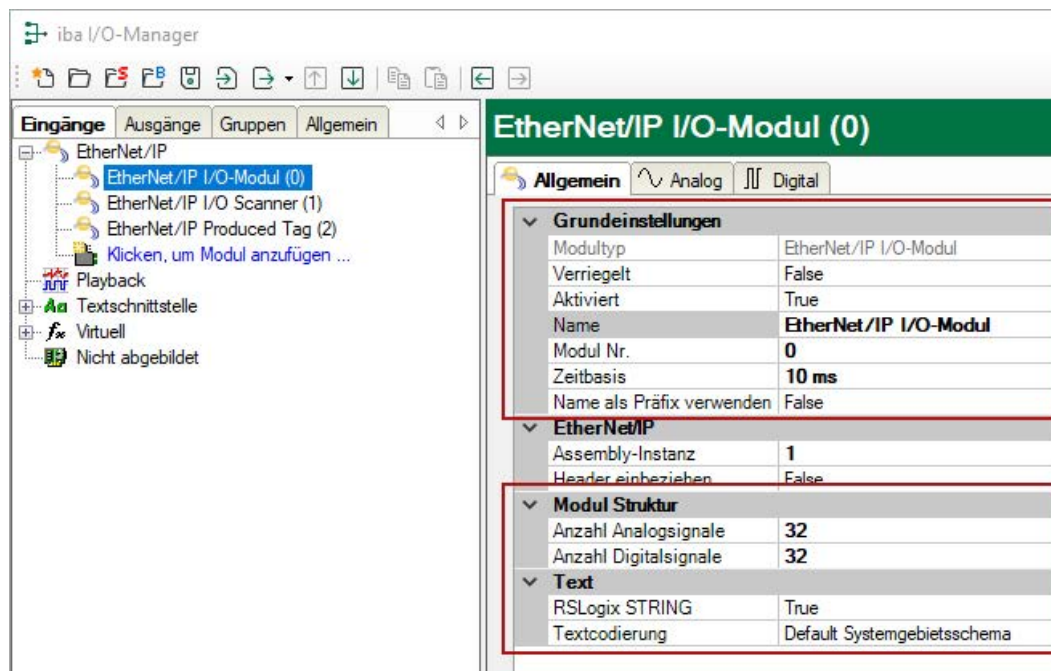 iba I/O-Manager
Eingänge Ausgänge Gruppen Allgemein
EtherNet/IP
EtherNet/IP I/O-Modul (0)
EtherNet/IP I/O Scanner (1)
EtherNet/IP Produced Tag (2)
Klicken, um Modul anzufügen ...
Playback
Textschnittstelle
Virtuell
Nicht abgebildet
EtherNet/IP I/O-Modul (0)
Allgemein Analog Digital
Grundeinstellungen
Modultyp EtherNet/IP I/O-Modul
Verriegelt False
Aktiviert True
Name EtherNet/IP I/O-Modul
Modul Nr. 0
Zeitbasis 10 ms
Name als Präfix verwenden False
EtherNet/IP
Assembly-Instanz 1
Header einbeziehen False
Modul Struktur
Anzahl Analogsignale 32
Anzahl Digitalsignale 32
Text
RSLogix STRING True
Textcodierung Default Systemgebietsschema